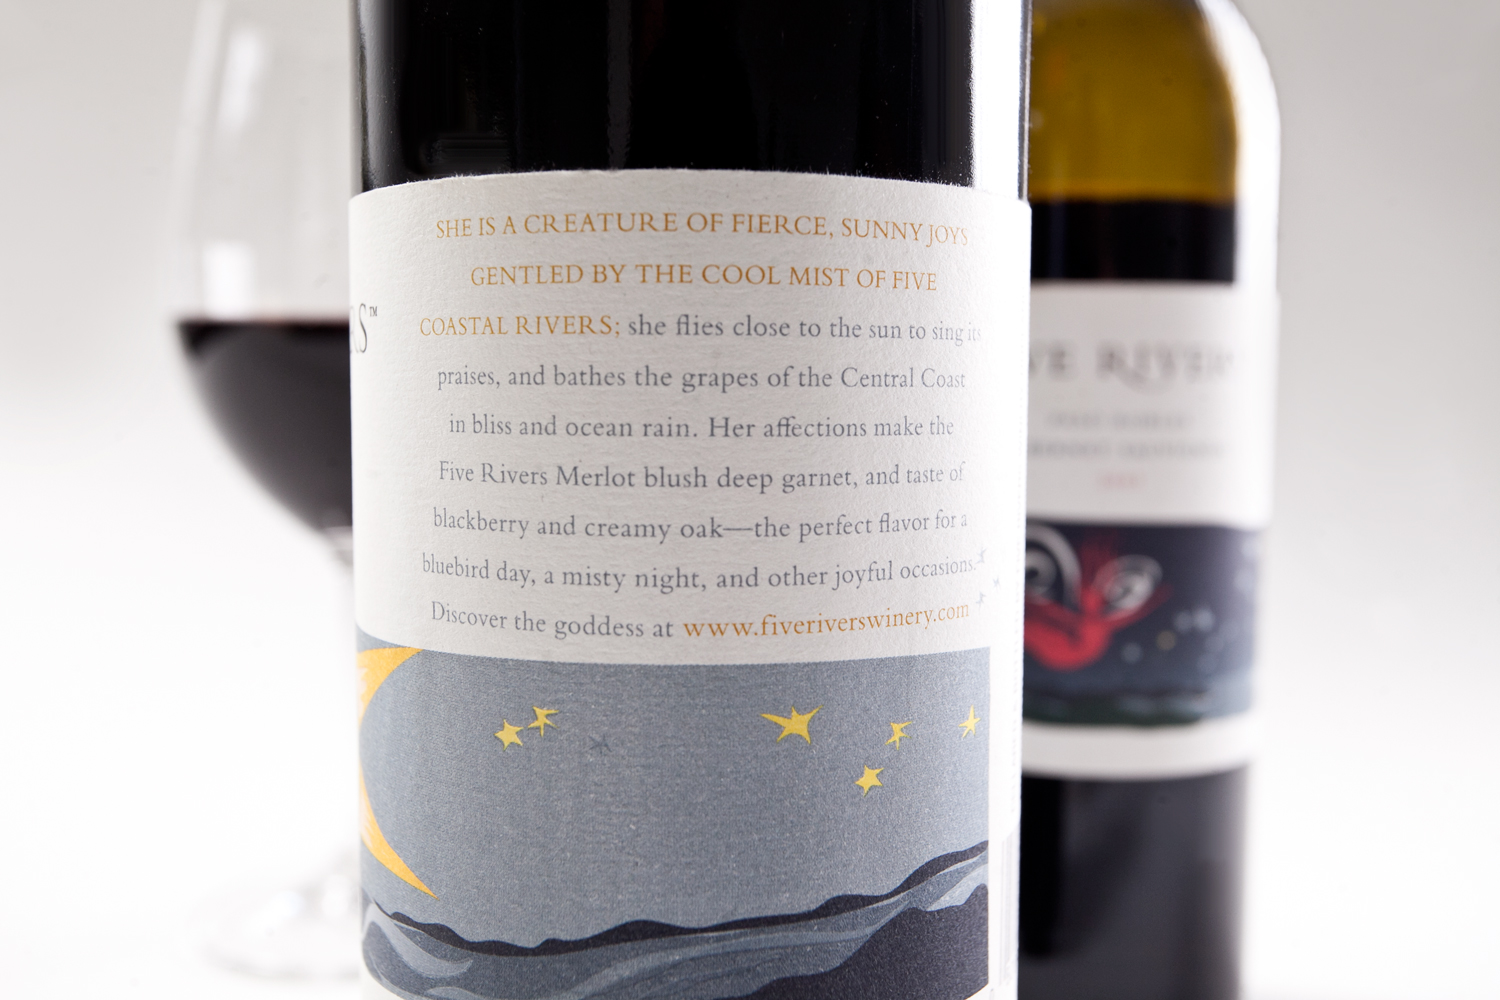 SHE IS A CREATURE OF FIERCE, SUNNY JOYS
GENTLED BY THE COOL MIST OF FIVE
COASTAL RIVERS; she flies close to the sun to sing its
praises, and bathes the grapes of the Central Coast
in bliss and ocean rain. Her affections make the
Five Rivers Merlot blush deep garnet, and taste of
blackberry and creamy oak—the perfect flavor for a
bluebird day, a misty night, and other joyful occasions.
Discover the goddess at www.fiveriverswinery.com
RS™
VE RIVER